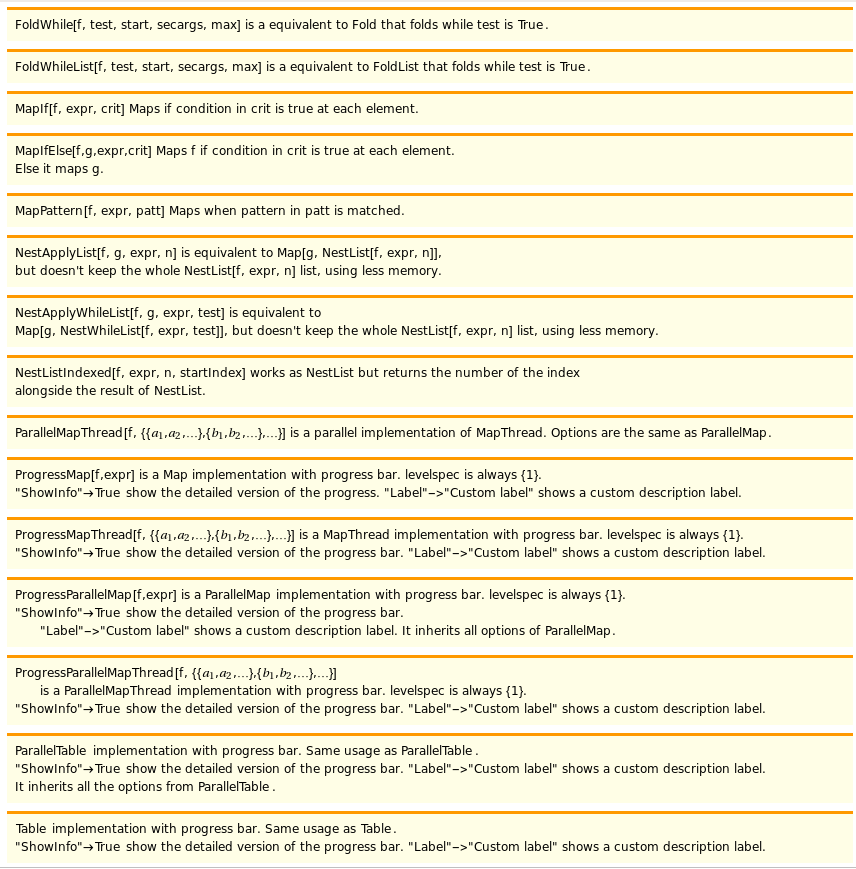 FoldWhile[f, test, start, secargs, max] is a equivalent to Fold that folds while test is True.
FoldWhileList[f, test, start, secargs, max] is a equivalent to FoldList that folds while test is True.
MapIf[f, expr, crit] Maps if condition in crit is true at each element.
MapIfElse[f,g,expr,crit] Maps f if condition in crit is true at each element.
Else it maps g.
MapPattern[f, expr, patt] Maps when pattern in patt is matched.
NestApplyList[f, g, expr, n] is equivalent to Map[g, NestList[f, expr, n]],
but doesn't keep the whole NestList[f, expr, n] list, using less memory.
NestApplyWhileList[f, g, expr, test] is equivalent to
Map[g, NestWhileList[f, expr, test]], but doesn't keep the whole NestList[f, expr, n] list, using less memory.
NestListIndexed[f, expr, n, startIndex] works as NestList but returns the number of the index
alongside the result of NestList.
ParallelMapThread[f, {{a₁,a₂,…},{b₁,b₂,…},…}] is a parallel implementation of MapThread. Options are the same as ParallelMap.
ProgressMap[f,expr] is a Map implementation with progress bar. levelspec is always {1}.
"ShowInfo"→True show the detailed version of the progress. "Label"–>"Custom label" shows a custom description label.
ProgressMapThread[f, {{a₁,a₂,…},{b₁,b₂,…},…}] is a MapThread implementation with progress bar. levelspec is always {1}.
"ShowInfo"→True show the detailed version of the progress bar. "Label"–>"Custom label" shows a custom description label.
ProgressParallelMap[f,expr] is a ParallelMap implementation with progress bar. levelspec is always {1}.
"ShowInfo"→True show the detailed version of the progress bar.
"Label"–>"Custom label" shows a custom description label. It inherits all options of ParallelMap.
ProgressParallelMapThread[f, {{a₁,a₂,…},{b₁,b₂,…},…}]
is a ParallelMapThread implementation with progress bar. levelspec is always {1}.
"ShowInfo"→True show the detailed version of the progress bar. "Label"–>"Custom label" shows a custom description label.
ParallelTable implementation with progress bar. Same usage as ParallelTable.
"ShowInfo"→True show the detailed version of the progress bar. "Label"–>"Custom label" shows a custom description label.
It inherits all the options from ParallelTable.
Table implementation with progress bar. Same usage as Table.
"ShowInfo"→True show the detailed version of the progress bar. "Label"–>"Custom label" shows a custom description label.